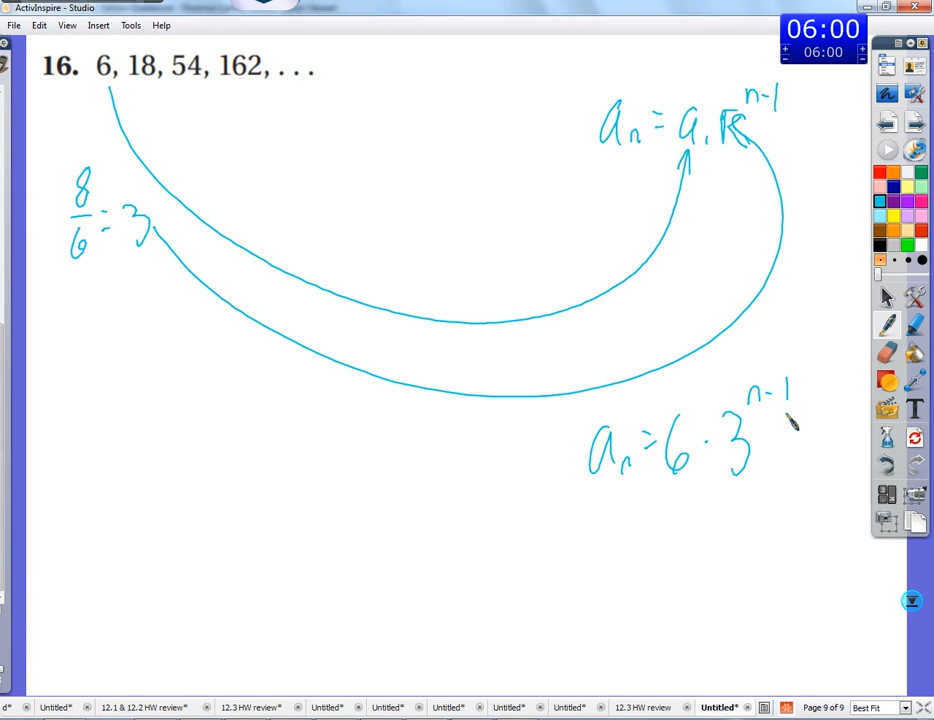 ActivInspire - Studio
File Edit View Insert Tools Help
06:00
06:00
16. 6, 18, 54, 162, . . .
aₙ = a₁ r^(n-1)
8/6 = 3
aₙ = 6 · 3^(n-1)
d* Untitled* 12.1 & 12.2 HW review* 12.3 HW review* Untitled* Untitled* Untitled* Untitled* Untitled* Untitled* 12.3 HW review Untitled* Page 9 of 9 Best Fit